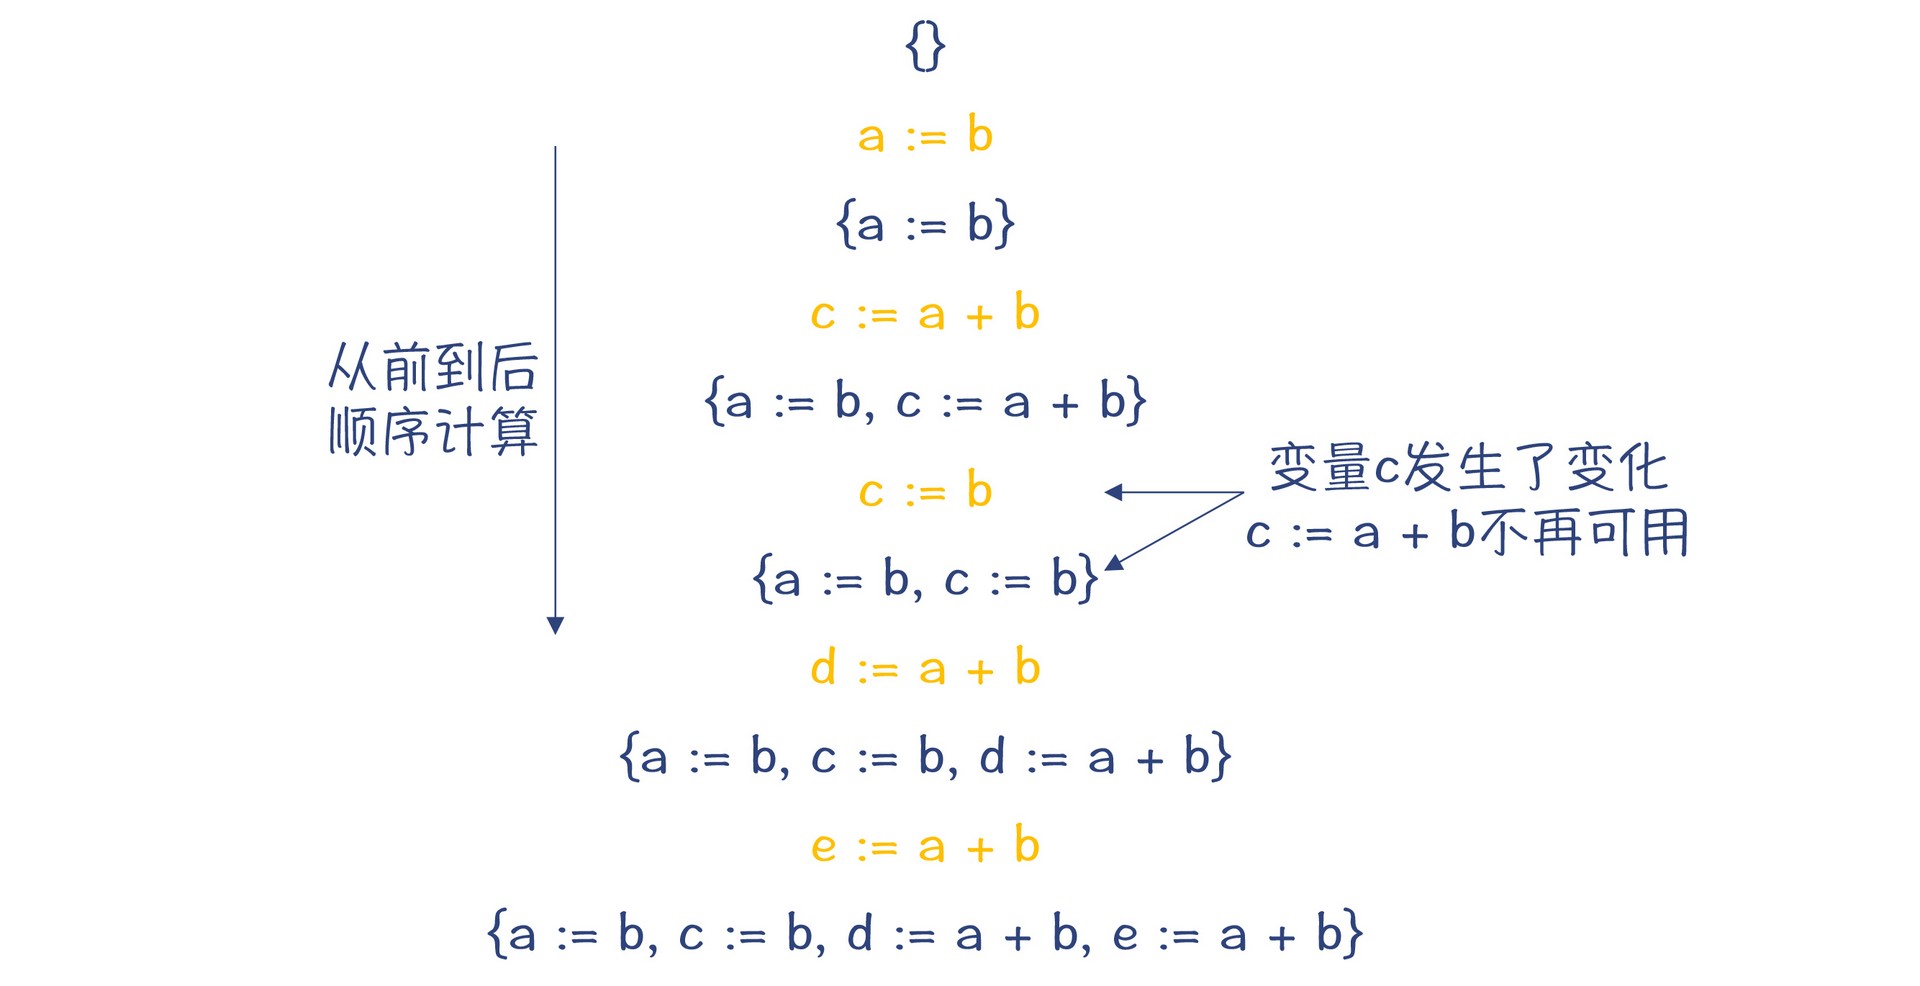 {}
a := b
{a := b}
c := a + b
从前到后
顺序计算
{a := b, c := a + b}
c := b
变量c发生了变化
c := a + b不再可用
{a := b, c := b}
d := a + b
{a := b, c := b, d := a + b}
e := a + b
{a := b, c := b, d := a + b, e := a + b}